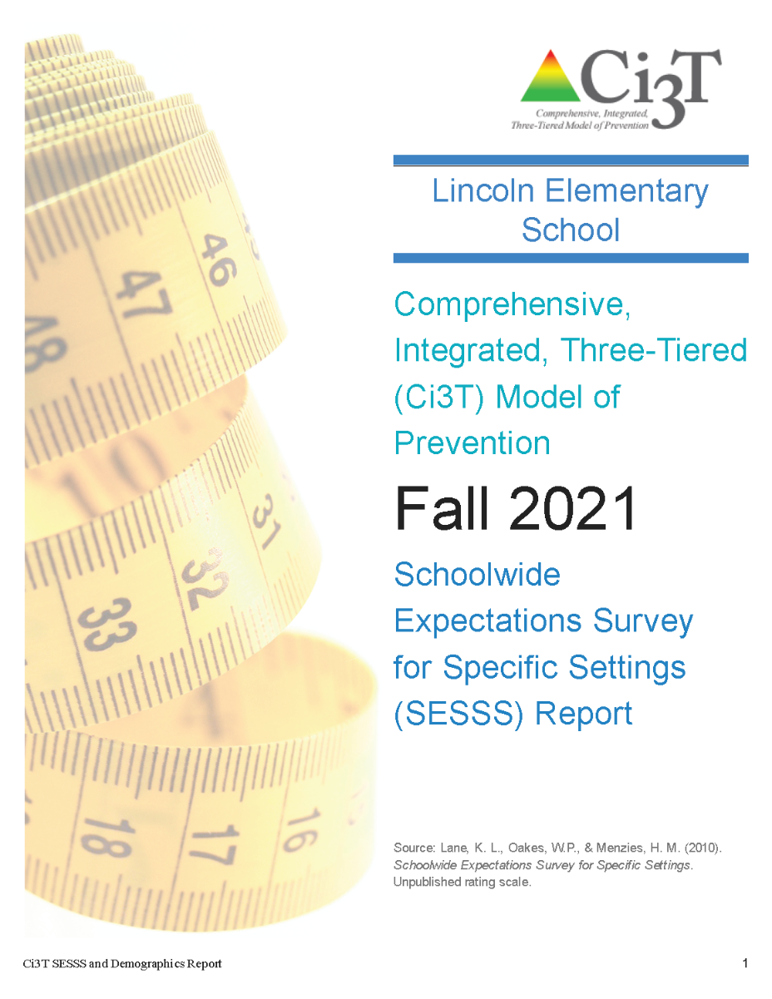 Ci3T
Comprehensive, Integrated,
Three-Tiered Model of Prevention
Lincoln Elementary
School
Comprehensive,
Integrated, Three-Tiered
(Ci3T) Model of
Prevention
Fall 2021
Schoolwide
Expectations Survey
for Specific Settings
(SESSS) Report
Source: Lane, K. L., Oakes, W.P., & Menzies, H. M. (2010).
Schoolwide Expectations Survey for Specific Settings.
Unpublished rating scale.
46
47
48
10
31
32
33
16
17
18
Ci3T SESSS and Demographics Report 1